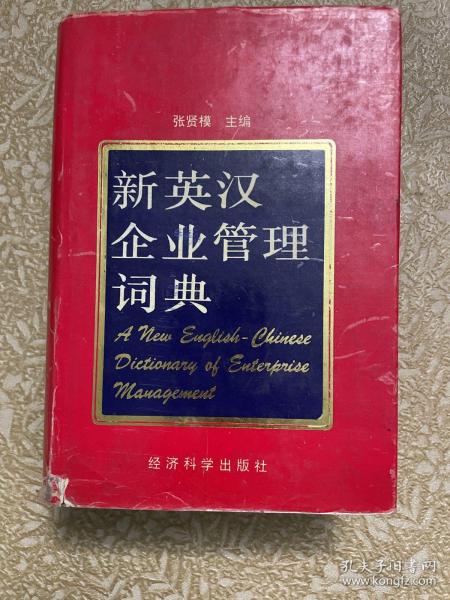 张贤模 主编
新英汉
企业管理
词典
A New English-Chinese
Dictionary of Enterprise
Management
经济科学出版社
孔夫子旧书网
www.kongfz.com